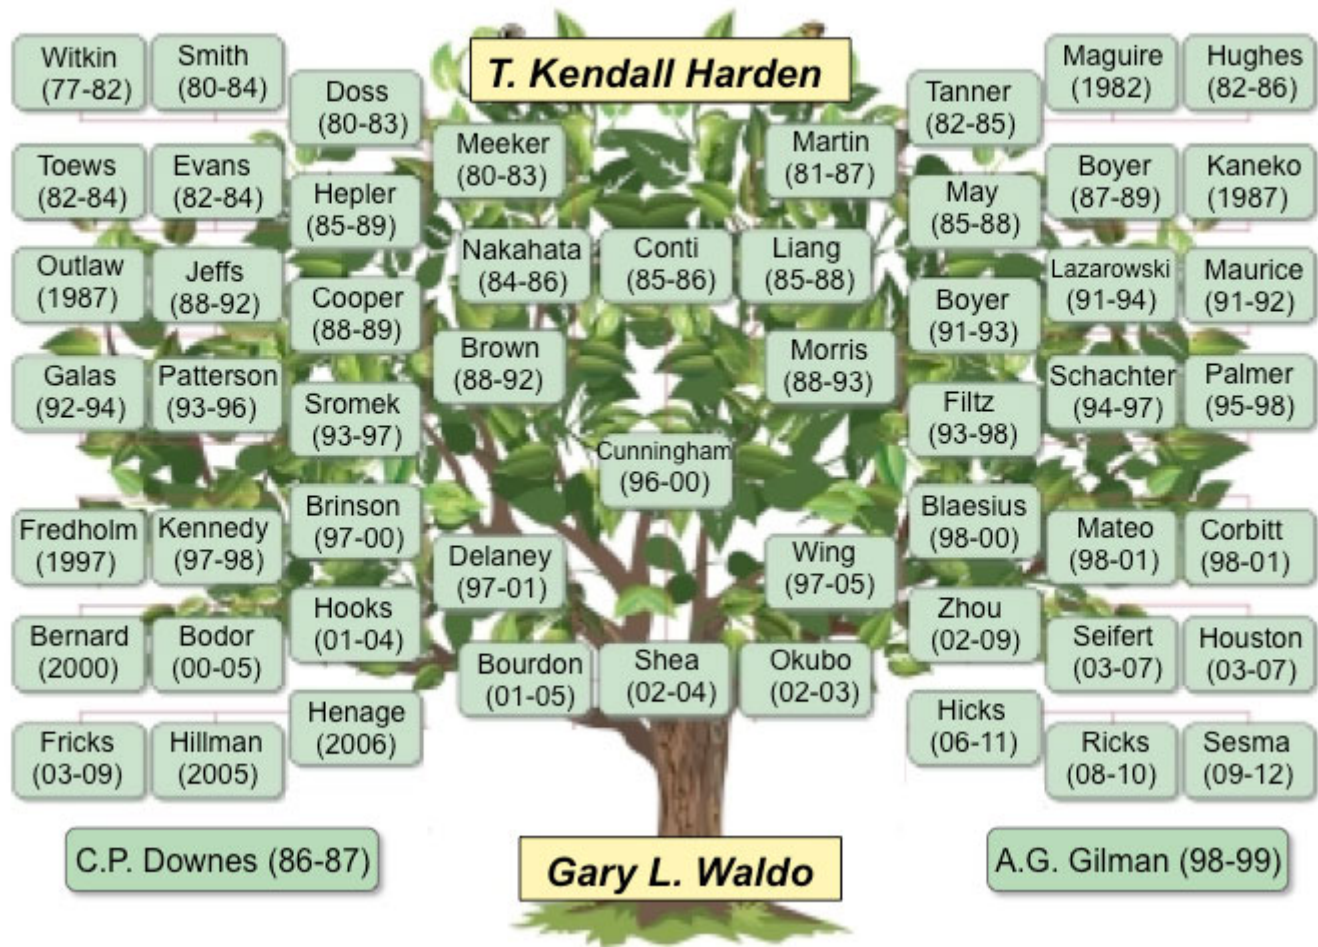 T. Kendall Harden
Witkin
(77-82)
Smith
(80-84)
Doss
(80-83)
Meeker
(80-83)
Martin
(81-87)
Tanner
(82-85)
Maguire
(1982)
Hughes
(82-86)
Toews
(82-84)
Evans
(82-84)
Hepler
(85-89)
Nakahata
(84-86)
Conti
(85-86)
Liang
(85-88)
May
(85-88)
Boyer
(87-89)
Kaneko
(1987)
Outlaw
(1987)
Jeffs
(88-92)
Cooper
(88-89)
Brown
(88-92)
Morris
(88-93)
Boyer
(91-93)
Lazarowski
(91-94)
Maurice
(91-92)
Galas
(92-94)
Patterson
(93-96)
Sromek
(93-97)
Cunningham
(96-00)
Filtz
(93-98)
Schachter
(94-97)
Palmer
(95-98)
Fredholm
(1997)
Kennedy
(97-98)
Brinson
(97-00)
Delaney
(97-01)
Wing
(97-05)
Blaesius
(98-00)
Mateo
(98-01)
Corbitt
(98-01)
Bernard
(2000)
Bodor
(00-05)
Hooks
(01-04)
Bourdon
(01-05)
Shea
(02-04)
Okubo
(02-03)
Zhou
(02-09)
Seifert
(03-07)
Houston
(03-07)
Fricks
(03-09)
Hillman
(2005)
Henage
(2006)
Hicks
(06-11)
Ricks
(08-10)
Sesma
(09-12)
C.P. Downes (86-87)
Gary L. Waldo
A.G. Gilman (98-99)